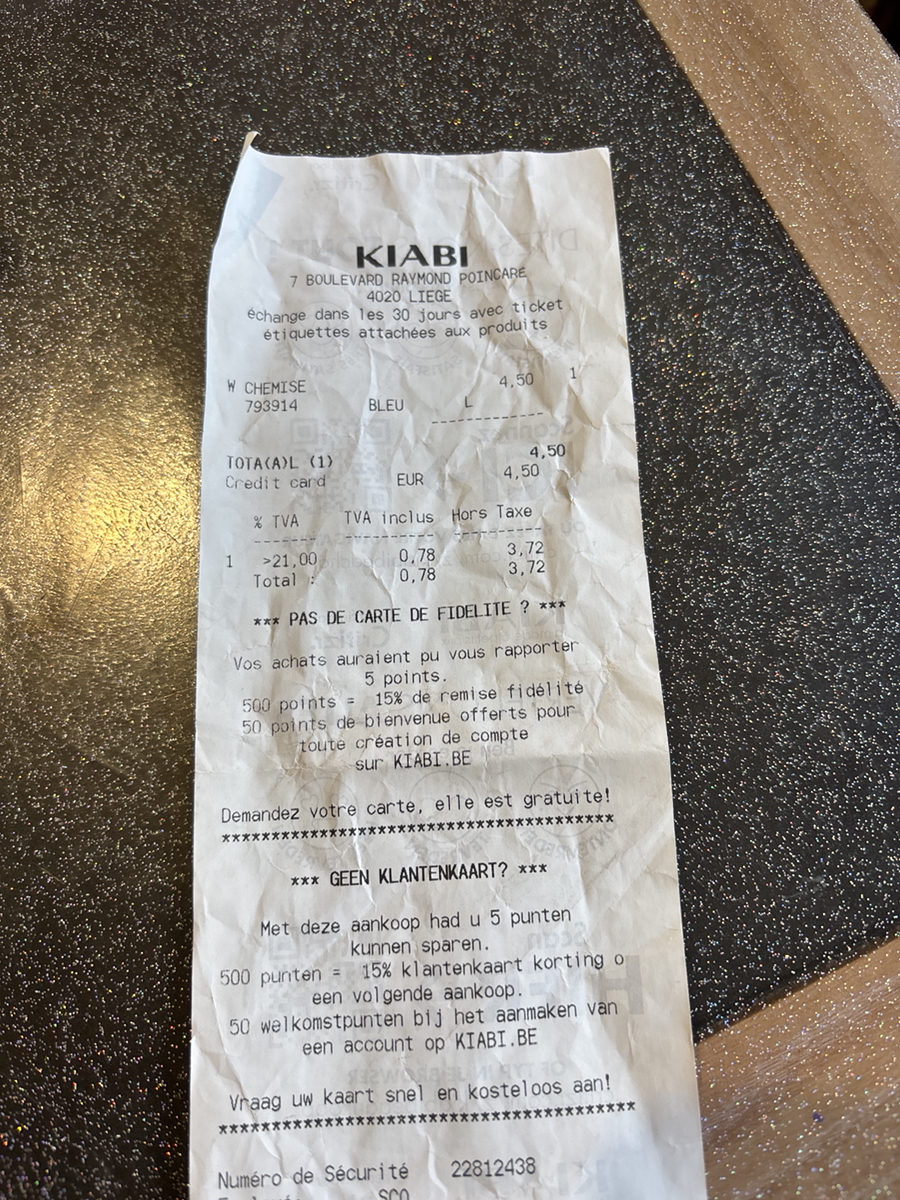 KIABI
7 BOULEVARD RAYMOND POINCARE
4020 LIEGE
échange dans les 30 jours avec ticket
étiquettes attachées aux produits
W CHEMISE 4,50 1
793914 BLEU L
------------
TOTA(A)L (1) 4,50
Credit card EUR 4,50
% TVA TVA inclus Hors Taxe
------- ---------- ---------
1 >21,00 0,78 3,72
Total : 0,78 3,72
*** PAS DE CARTE DE FIDELITE ? ***
Vos achats auraient pu vous rapporter
5 points.
500 points = 15% de remise fidélité
50 points de bienvenue offerts pour
toute création de compte
sur KIABI.BE
Demandez votre carte, elle est gratuite!
****************************************
*** GEEN KLANTENKAART? ***
Met deze aankoop had u 5 punten
kunnen sparen.
500 punten = 15% klantenkaart korting o
een volgende aankoop.
50 welkomstpunten bij het aanmaken van
een account op KIABI.BE
Vraag uw kaart snel en kosteloos aan!
****************************************
Numéro de Sécurité 22812438
SCO